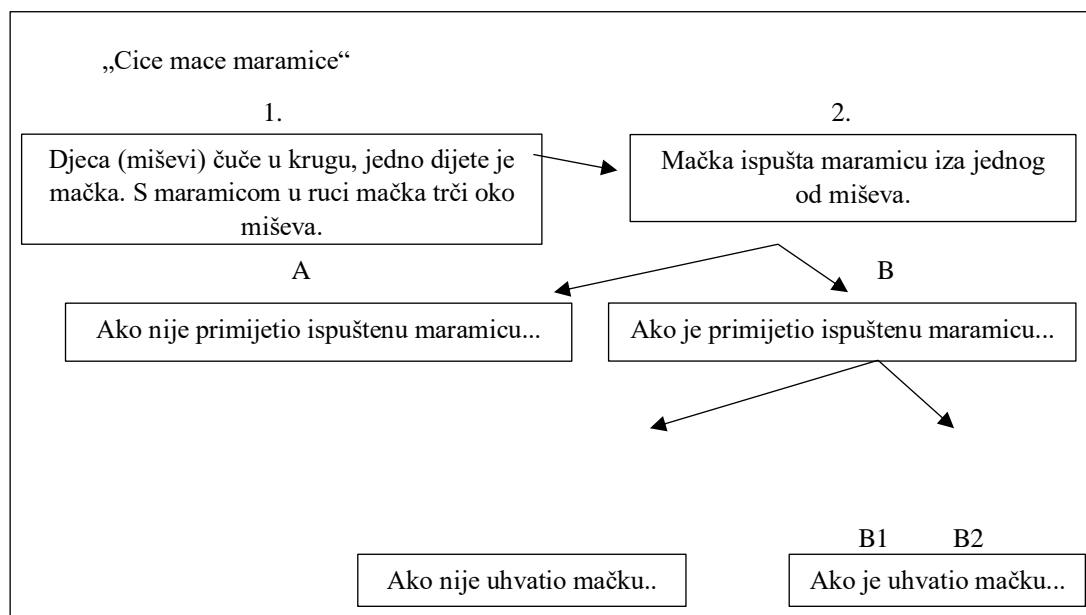 „Cice mace maramice“
1.
2.
Djeca (miševi) čuče u krugu, jedno dijete je
mačka. S maramicom u ruci mačka trči oko
miševa.
Mačka ispušta maramicu iza jednog
od miševa.
A
B
Ako nije primijetio ispuštenu maramicu...
Ako je primijetio ispuštenu maramicu...
B1
B2
Ako nije uhvatio mačku..
Ako je uhvatio mačku...